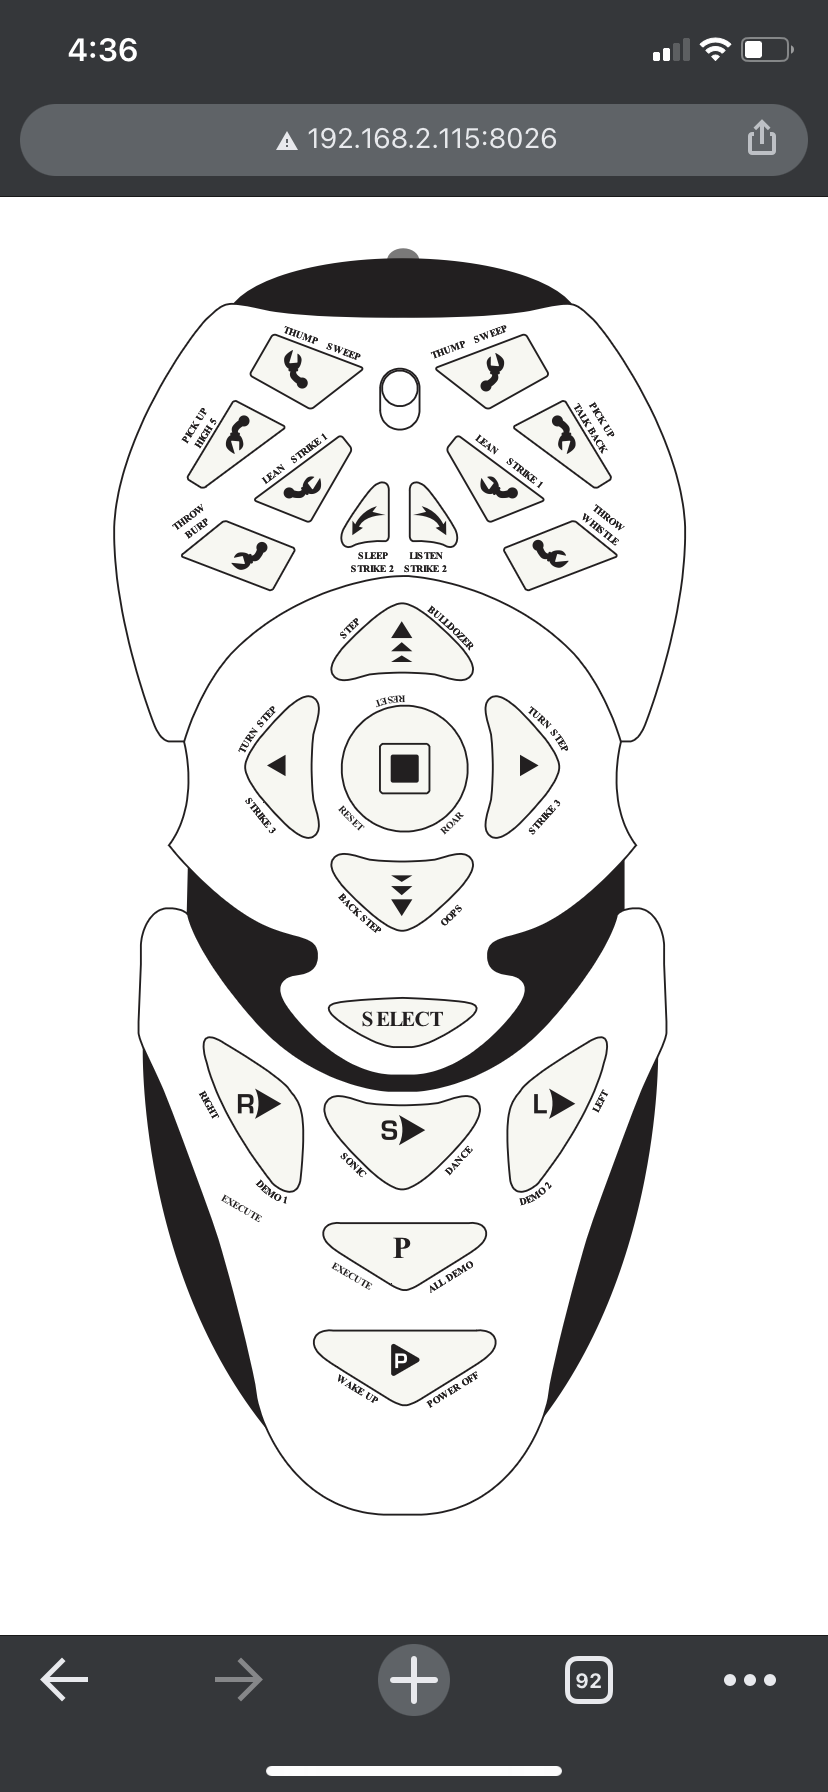 4:36
192.168.2.115:8026
THUMP SWEEP
THUMP SWEEP
PICK UP
HIGH 5
PICK UP
TALK BACK
LEAN STRIKE 1
LEAN STRIKE 1
THROW
BURP
THROW
WHISTLE
SLEEP
STRIKE 2
LISTEN
STRIKE 2
STEP
BULLDOZER
RESET
TURN STEP
STRIKE 3
TURN STEP
STRIKE 3
RESET
ROAR
BACK STEP
OOPS
SELECT
R
RIGHT
DEMO 1
EXECUTE
S
SONIC
DANCE
L
LEFT
DEMO 2
P
EXECUTE
ALL DEMO
P
WAKE UP
POWER OFF
92